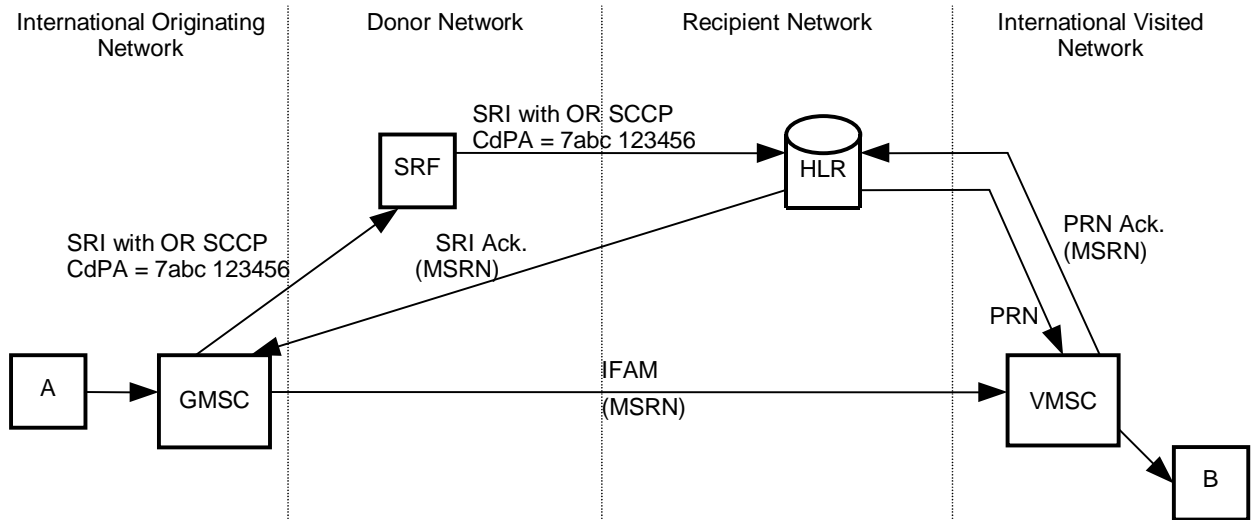 International Originating
Network
Donor Network
Recipient Network
International Visited
Network
SRI with OR SCCP
CdPA = 7abc 123456
SRF
HLR
SRI with OR SCCP
CdPA = 7abc 123456
SRI Ack.
(MSRN)
PRN Ack.
(MSRN)
PRN
A
GMSC
IFAM
(MSRN)
VMSC
B